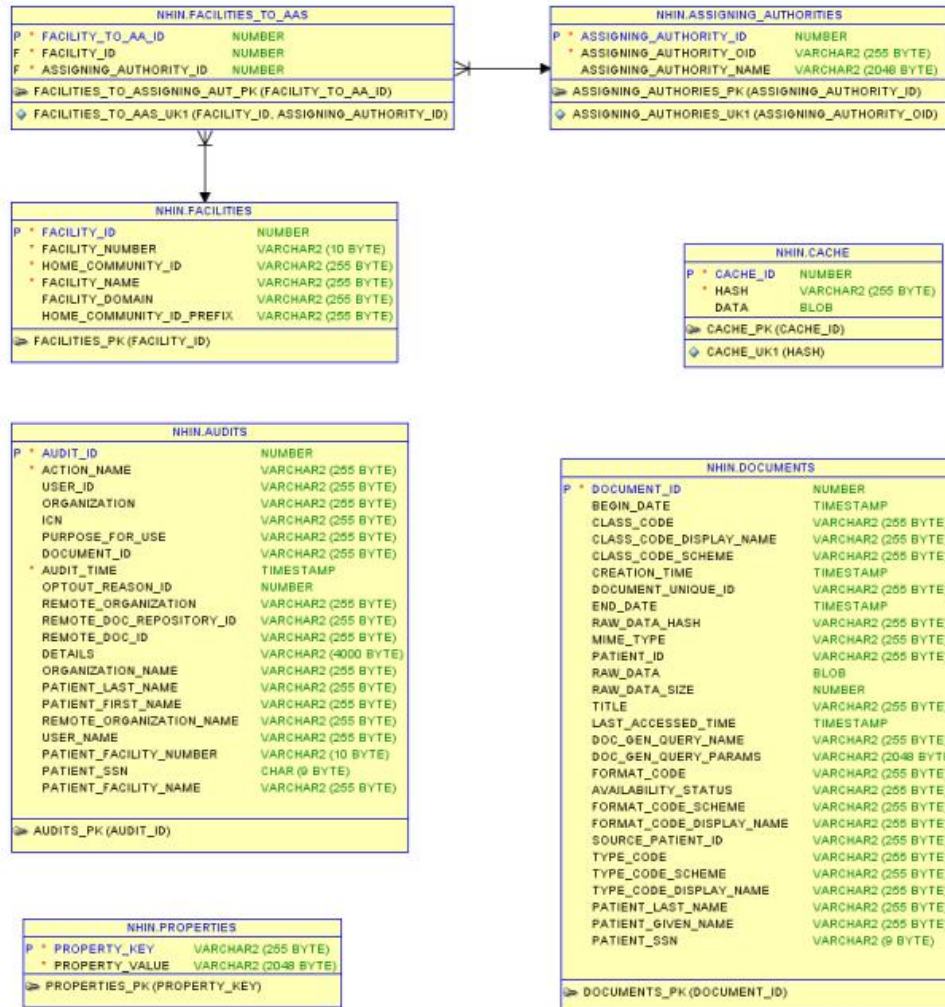 NHIN.FACILITIES_TO_AAS
P * FACILITY_TO_AA_ID NUMBER
F * FACILITY_ID NUMBER
F * ASSIGNING_AUTHORITY_ID NUMBER
FACILITIES_TO_ASSIGNING_AUT_PK (FACILITY_TO_AA_ID)
FACILITIES_TO_AAS_UK1 (FACILITY_ID, ASSIGNING_AUTHORITY_ID)
NHIN.ASSIGNING_AUTHORITIES
P * ASSIGNING_AUTHORITY_ID NUMBER
* ASSIGNING_AUTHORITY_OID VARCHAR2 (255 BYTE)
ASSIGNING_AUTHORITY_NAME VARCHAR2 (2048 BYTE)
ASSIGNING_AUTHORIES_PK (ASSIGNING_AUTHORITY_ID)
ASSIGNING_AUTHORIES_UK1 (ASSIGNING_AUTHORITY_OID)
NHIN.FACILITIES
P * FACILITY_ID NUMBER
* FACILITY_NUMBER VARCHAR2 (10 BYTE)
* HOME_COMMUNITY_ID VARCHAR2 (255 BYTE)
* FACILITY_NAME VARCHAR2 (255 BYTE)
FACILITY_DOMAIN VARCHAR2 (255 BYTE)
HOME_COMMUNITY_ID_PREFIX VARCHAR2 (255 BYTE)
FACILITIES_PK (FACILITY_ID)
NHIN.CACHE
P * CACHE_ID NUMBER
* HASH VARCHAR2 (255 BYTE)
DATA BLOB
CACHE_PK (CACHE_ID)
CACHE_UK1 (HASH)
NHIN.AUDITS
P * AUDIT_ID NUMBER
* ACTION_NAME VARCHAR2 (255 BYTE)
USER_ID VARCHAR2 (255 BYTE)
ORGANIZATION VARCHAR2 (255 BYTE)
ICN VARCHAR2 (255 BYTE)
PURPOSE_FOR_USE VARCHAR2 (255 BYTE)
DOCUMENT_ID VARCHAR2 (255 BYTE)
* AUDIT_TIME TIMESTAMP
OPTOUT_REASON_ID NUMBER
REMOTE_ORGANIZATION VARCHAR2 (255 BYTE)
REMOTE_DOC_REPOSITORY_ID VARCHAR2 (255 BYTE)
REMOTE_DOC_ID VARCHAR2 (255 BYTE)
DETAILS VARCHAR2 (4000 BYTE)
ORGANIZATION_NAME VARCHAR2 (255 BYTE)
PATIENT_LAST_NAME VARCHAR2 (255 BYTE)
PATIENT_FIRST_NAME VARCHAR2 (255 BYTE)
REMOTE_ORGANIZATION_NAME VARCHAR2 (255 BYTE)
USER_NAME VARCHAR2 (255 BYTE)
PATIENT_FACILITY_NUMBER VARCHAR2 (10 BYTE)
PATIENT_SSN CHAR (9 BYTE)
PATIENT_FACILITY_NAME VARCHAR2 (255 BYTE)
AUDITS_PK (AUDIT_ID)
NHIN.DOCUMENTS
P * DOCUMENT_ID NUMBER
BEGIN_DATE TIMESTAMP
CLASS_CODE VARCHAR2 (255 BYTE
CLASS_CODE_DISPLAY_NAME VARCHAR2 (255 BYTE
CLASS_CODE_SCHEME VARCHAR2 (255 BYTE
CREATION_TIME TIMESTAMP
DOCUMENT_UNIQUE_ID VARCHAR2 (255 BYTE
END_DATE TIMESTAMP
RAW_DATA_HASH VARCHAR2 (255 BYTE
MIME_TYPE VARCHAR2 (255 BYTE
PATIENT_ID VARCHAR2 (255 BYTE
RAW_DATA BLOB
RAW_DATA_SIZE NUMBER
TITLE VARCHAR2 (255 BYTE
LAST_ACCESSED_TIME TIMESTAMP
DOC_GEN_QUERY_NAME VARCHAR2 (255 BYTE
DOC_GEN_QUERY_PARAMS VARCHAR2 (2048 BYT
FORMAT_CODE VARCHAR2 (255 BYTE
AVAILABILITY_STATUS VARCHAR2 (255 BYTE
FORMAT_CODE_SCHEME VARCHAR2 (255 BYTE
FORMAT_CODE_DISPLAY_NAME VARCHAR2 (255 BYTE
SOURCE_PATIENT_ID VARCHAR2 (255 BYTE
TYPE_CODE VARCHAR2 (255 BYTE
TYPE_CODE_SCHEME VARCHAR2 (255 BYTE
TYPE_CODE_DISPLAY_NAME VARCHAR2 (255 BYTE
PATIENT_LAST_NAME VARCHAR2 (255 BYTE
PATIENT_GIVEN_NAME VARCHAR2 (255 BYTE
PATIENT_SSN VARCHAR2 (9 BYTE)
DOCUMENTS_PK (DOCUMENT_ID)
NHIN.PROPERTIES
P * PROPERTY_KEY VARCHAR2 (255 BYTE)
* PROPERTY_VALUE VARCHAR2 (2048 BYTE)
PROPERTIES_PK (PROPERTY_KEY)